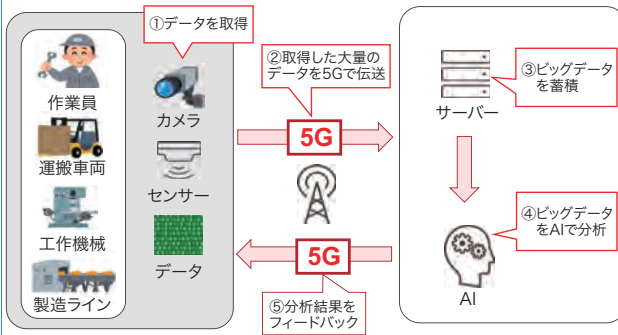 ①データを取得
作業員
運搬車両
工作機械
製造ライン
カメラ
センサー
データ
②取得した大量の
データを5Gで伝送
5G
5G
⑤分析結果を
フィードバック
サーバー
③ビッグデータ
を蓄積
④ビッグデータ
をAIで分析
AI